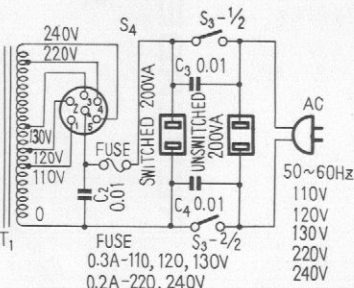 240V
220V
S4
S3-1/2
3
2 4
1 5
130V
120V
110V
0
T1
FUSE
C2
0.01
SWITCHED 200VA
C3 0.01
UNSWITCHED
200VA
C4 0.01
S3-2/2
AC
50~60Hz
110V
120V
130V
220V
240V
FUSE
0.3A-110, 120, 130V
0.2A-220, 240V